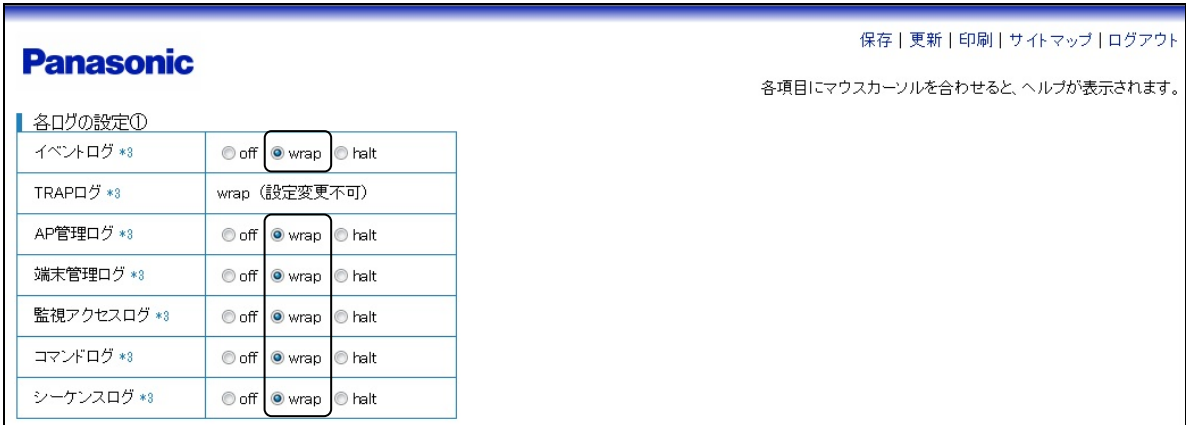 保存 | 更新 | 印刷 | サイトマップ | ログアウト
Panasonic
各項目にマウスカーソルを合わせると、ヘルプが表示されます。
各ログの設定①
イベントログ *3 off wrap halt
TRAPログ *3 wrap (設定変更不可)
AP管理ログ *3 off wrap halt
端末管理ログ *3 off wrap halt
監視アクセスログ *3 off wrap halt
コマンドログ *3 off wrap halt
シーケンスログ *3 off wrap halt